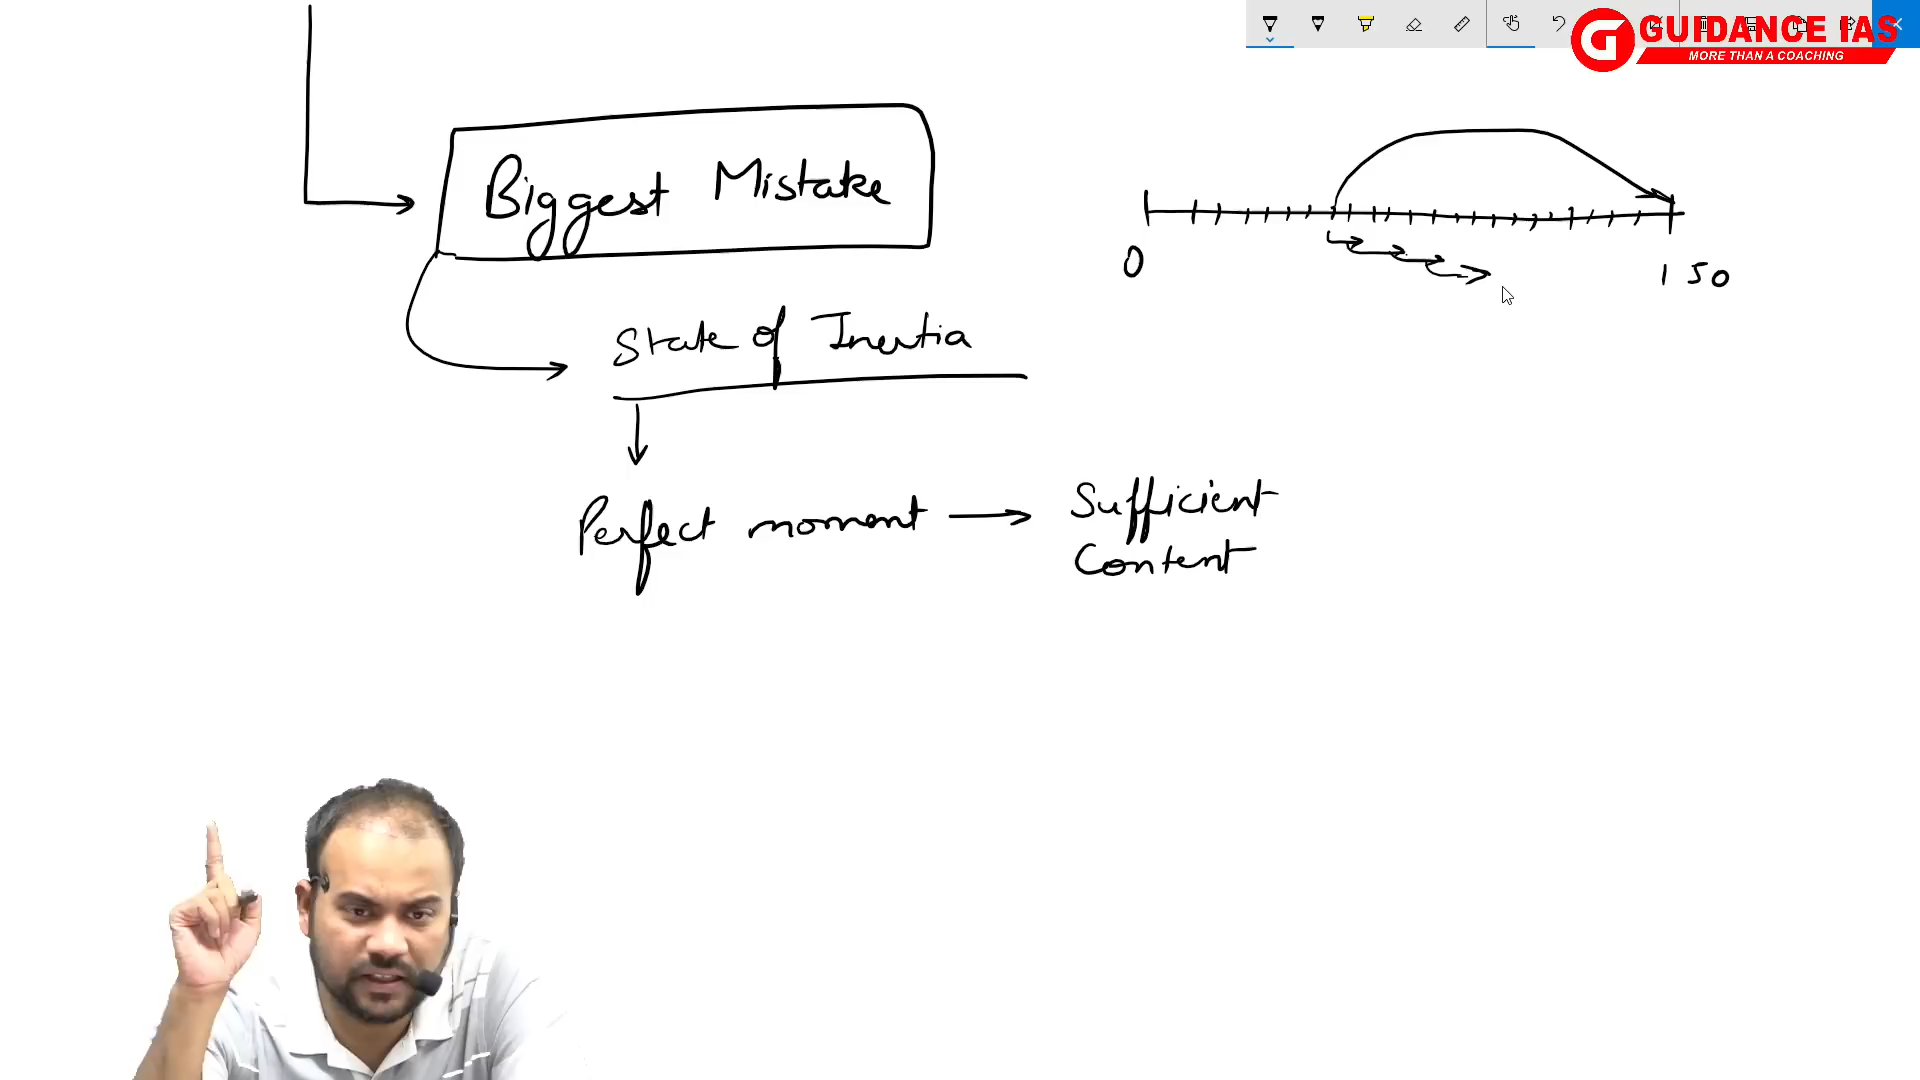 GUIDANCE IAS
MORE THAN A COACHING
Biggest Mistake
0
150
State of Inertia
Perfect moment → Sufficient
Content